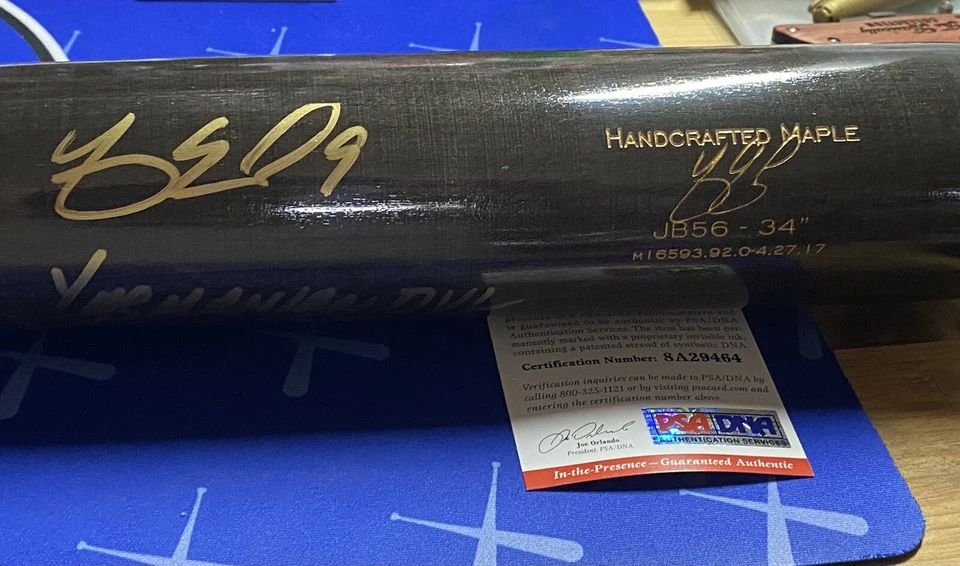 HANDCRAFTED MAPLE
JB56 - 34"
M16593.92.0-4.27.17
is guaranteed to be authentic by PSA/DNA
Authentication Services. The item has been per-
manently marked with a proprietary invisible ink,
containing a patented strand of synthetic DNA.
Certification Number: 8A29464
Verification inquiries can be made to PSA/DNA by
calling 800-325-1121 or by visiting psacard.com and
entering the certification number above.
Joe Orlando
President, PSA/DNA
PSA DNA
AUTHENTICATION SERVICES
In-the-Presence — Guaranteed Authentic